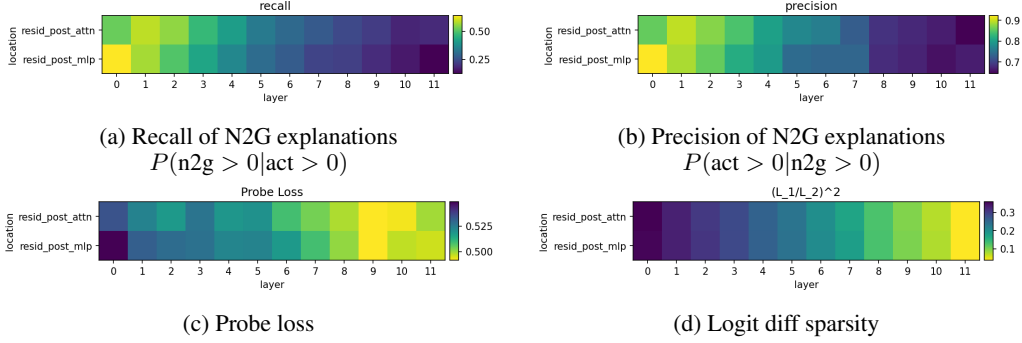 recall
location
resid_post_attn
resid_post_mlp
0 1 2 3 4 5 6 7 8 9 10 11
layer
0.50
0.25
(a) Recall of N2G explanations
P(n2g > 0|act > 0)
precision
location
resid_post_attn
resid_post_mlp
0 1 2 3 4 5 6 7 8 9 10 11
layer
0.9
0.8
0.7
(b) Precision of N2G explanations
P(act > 0|n2g > 0)
Probe Loss
location
resid_post_attn
resid_post_mlp
0 1 2 3 4 5 6 7 8 9 10 11
layer
0.525
0.500
(c) Probe loss
(L_1/L_2)^2
location
resid_post_attn
resid_post_mlp
0 1 2 3 4 5 6 7 8 9 10 11
layer
0.3
0.2
0.1
(d) Logit diff sparsity